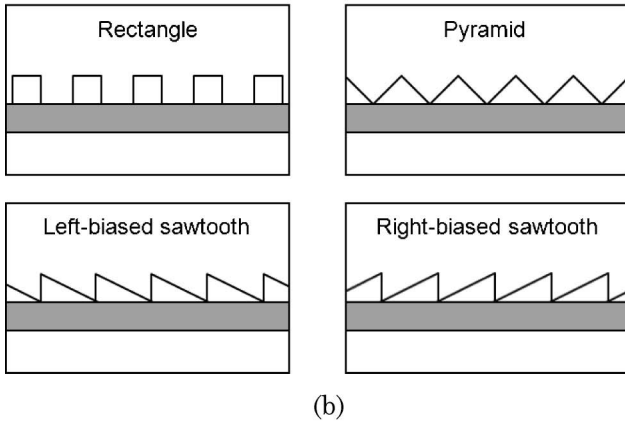 Rectangle
Pyramid
Left-biased sawtooth
Right-biased sawtooth
(b)